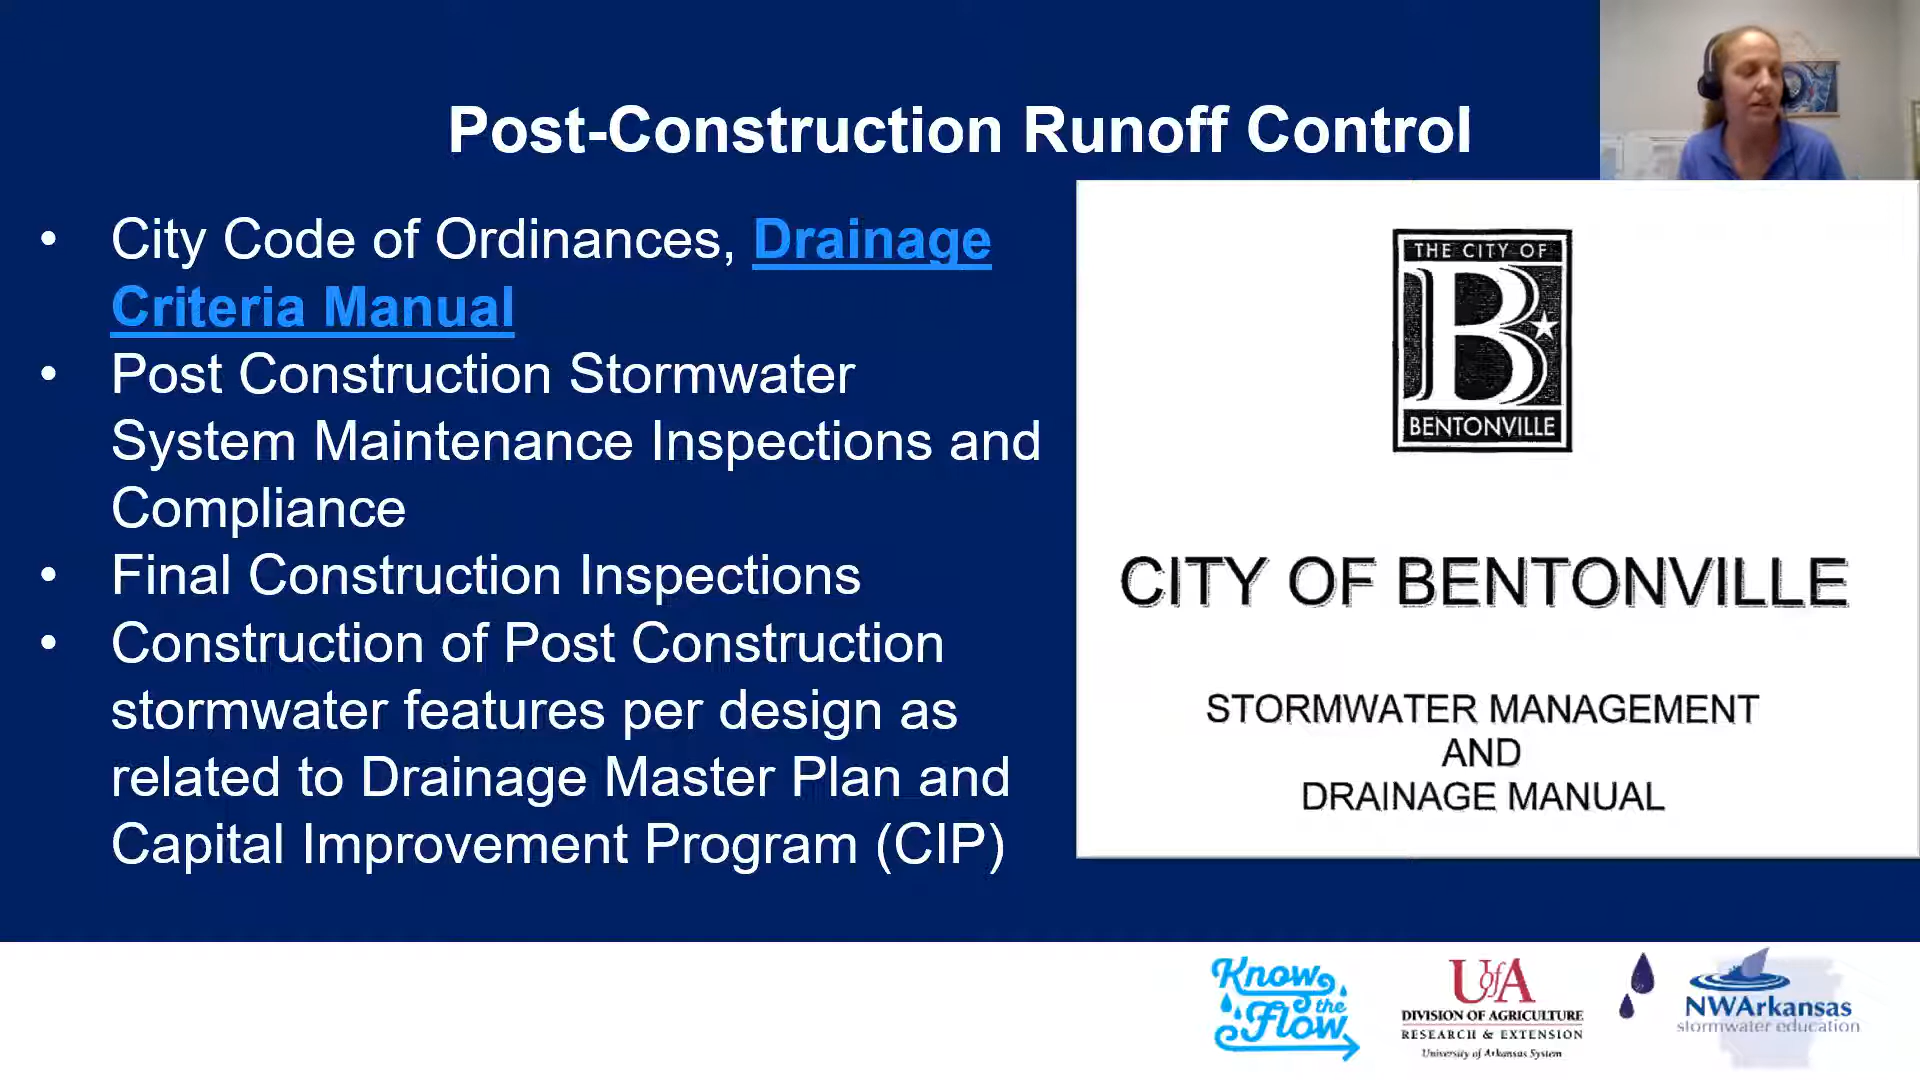 Post-Construction Runoff Control
• City Code of Ordinances, Drainage
Criteria Manual
• Post Construction Stormwater
System Maintenance Inspections and
Compliance
• Final Construction Inspections
• Construction of Post Construction
stormwater features per design as
related to Drainage Master Plan and
Capital Improvement Program (CIP)
THE CITY OF
B
BENTONVILLE
CITY OF BENTONVILLE
STORMWATER MANAGEMENT
AND
DRAINAGE MANUAL
Know
the
Flow
UofA
DIVISION OF AGRICULTURE
RESEARCH & EXTENSION
University of Arkansas System
NWArkansas
stormwater education